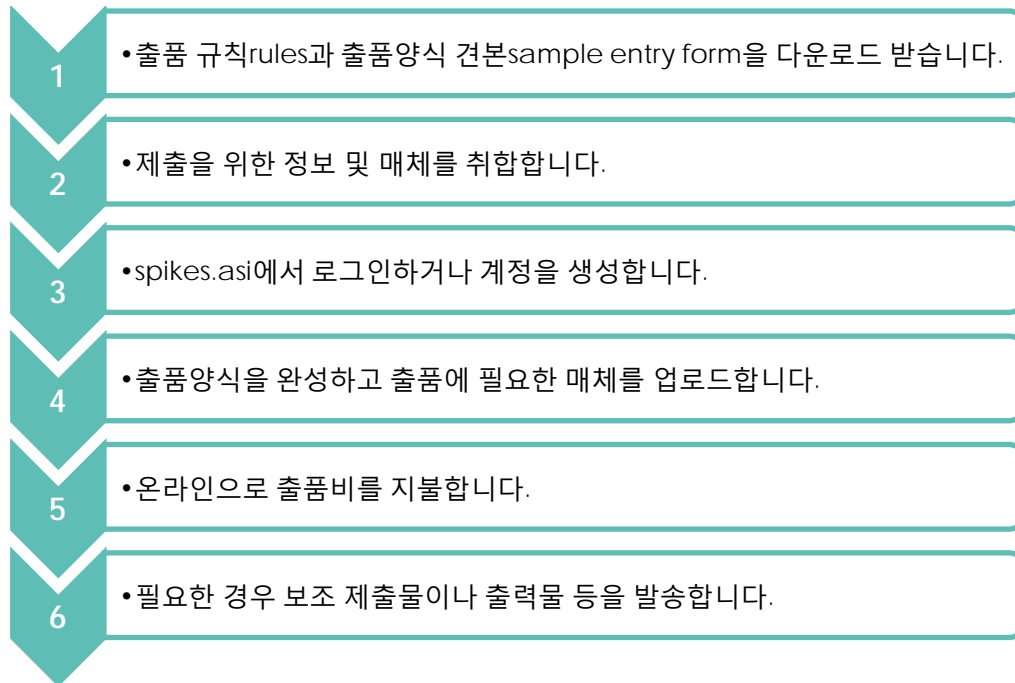 1
•출품 규칙rules과 출품양식 견본sample entry form을 다운로드 받습니다.
2
•제출을 위한 정보 및 매체를 취합합니다.
3
•spikes.asi에서 로그인하거나 계정을 생성합니다.
4
•출품양식을 완성하고 출품에 필요한 매체를 업로드합니다.
5
•온라인으로 출품비를 지불합니다.
6
•필요한 경우 보조 제출물이나 출력물 등을 발송합니다.